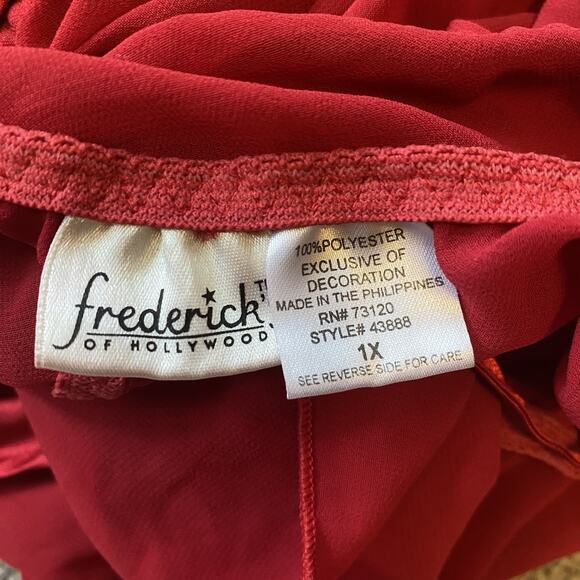 frederick's
TM
OF HOLLYWOOD
100%POLYESTER
EXCLUSIVE OF
DECORATION
MADE IN THE PHILIPPINES
RN# 73120
STYLE# 43888
1X
SEE REVERSE SIDE FOR CARE